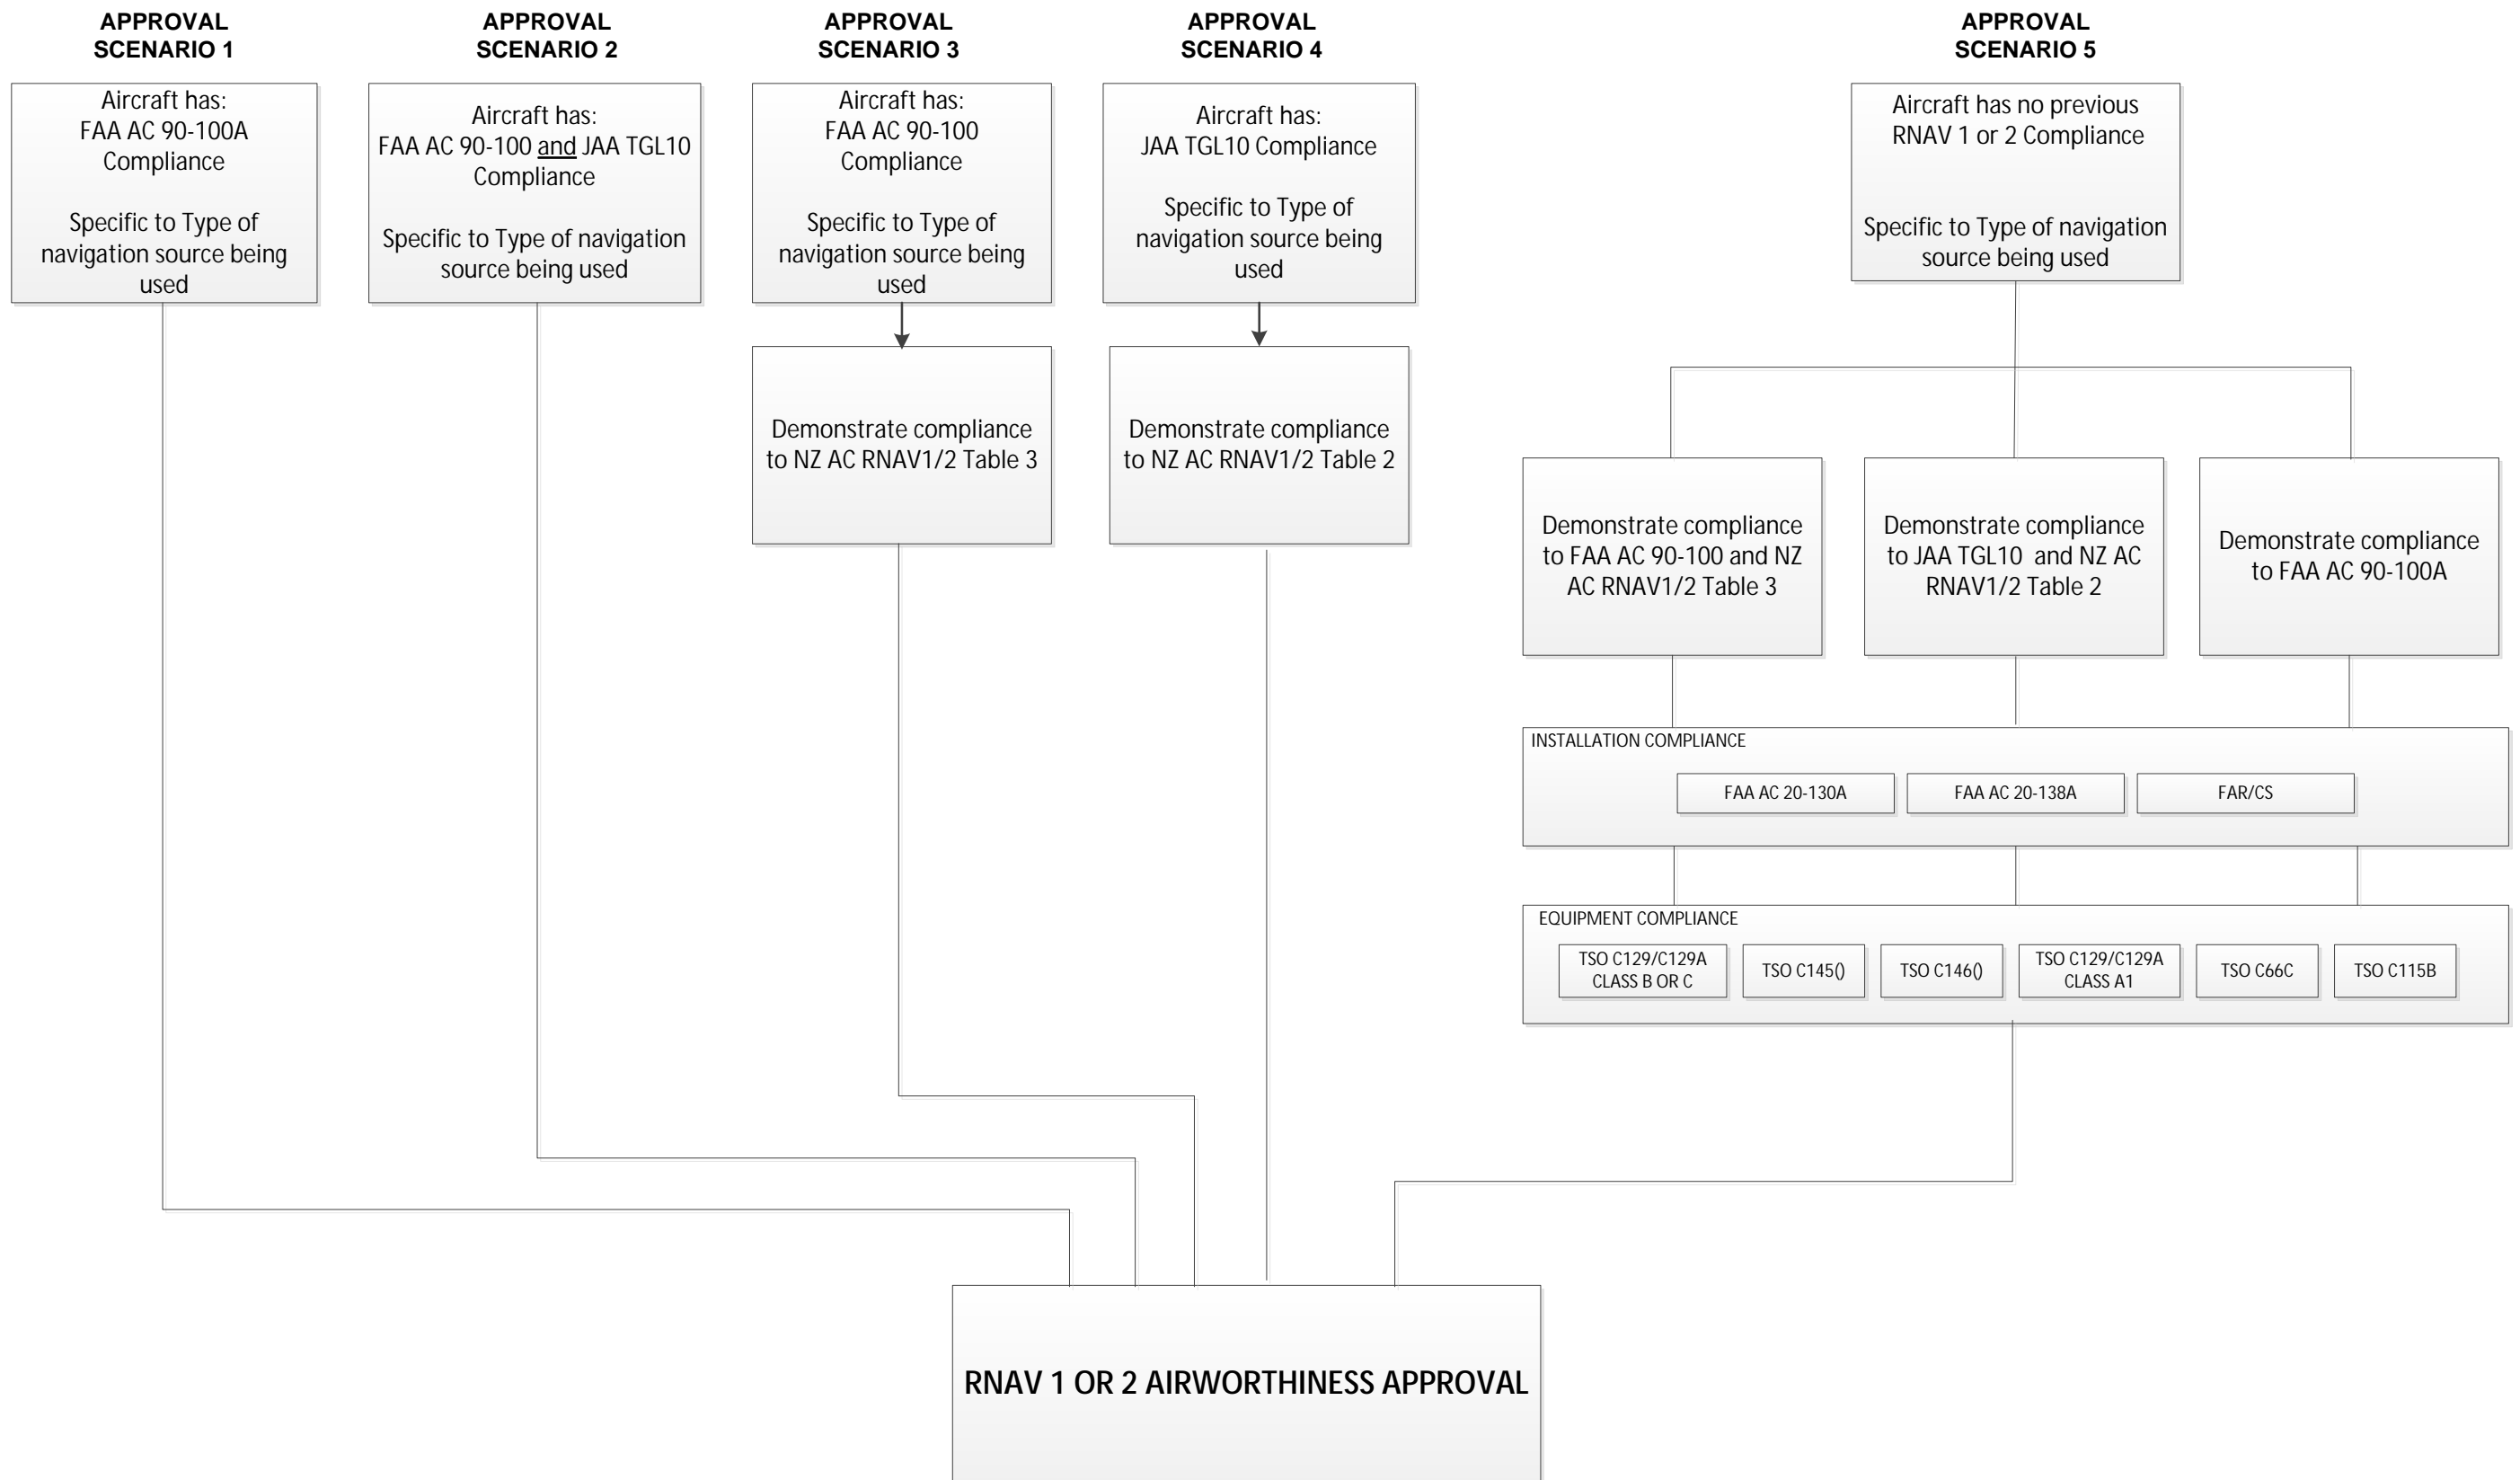 APPROVAL
SCENARIO 1
APPROVAL
SCENARIO 2
APPROVAL
SCENARIO 3
APPROVAL
SCENARIO 4
APPROVAL
SCENARIO 5
Aircraft has:
FAA AC 90-100A
Compliance
Specific to Type of
navigation source being
used
Aircraft has:
FAA AC 90-100 and JAA TGL10
Compliance
Specific to Type of navigation
source being used
Aircraft has:
FAA AC 90-100
Compliance
Specific to Type of
navigation source being
used
Aircraft has:
JAA TGL10 Compliance
Specific to Type of
navigation source being
used
Aircraft has no previous
RNAV 1 or 2 Compliance
Specific to Type of navigation
source being used
Demonstrate compliance
to NZ AC RNAV1/2 Table 3
Demonstrate compliance
to NZ AC RNAV1/2 Table 2
Demonstrate compliance
to FAA AC 90-100 and NZ
AC RNAV1/2 Table 3
Demonstrate compliance
to JAA TGL10 and NZ AC
RNAV1/2 Table 2
Demonstrate compliance
to FAA AC 90-100A
INSTALLATION COMPLIANCE
FAA AC 20-130A
FAA AC 20-138A
FAR/CS
EQUIPMENT COMPLIANCE
TSO C129/C129A
CLASS B OR C
TSO C145()
TSO C146()
TSO C129/C129A
CLASS A1
TSO C66C
TSO C115B
RNAV 1 OR 2 AIRWORTHINESS APPROVAL